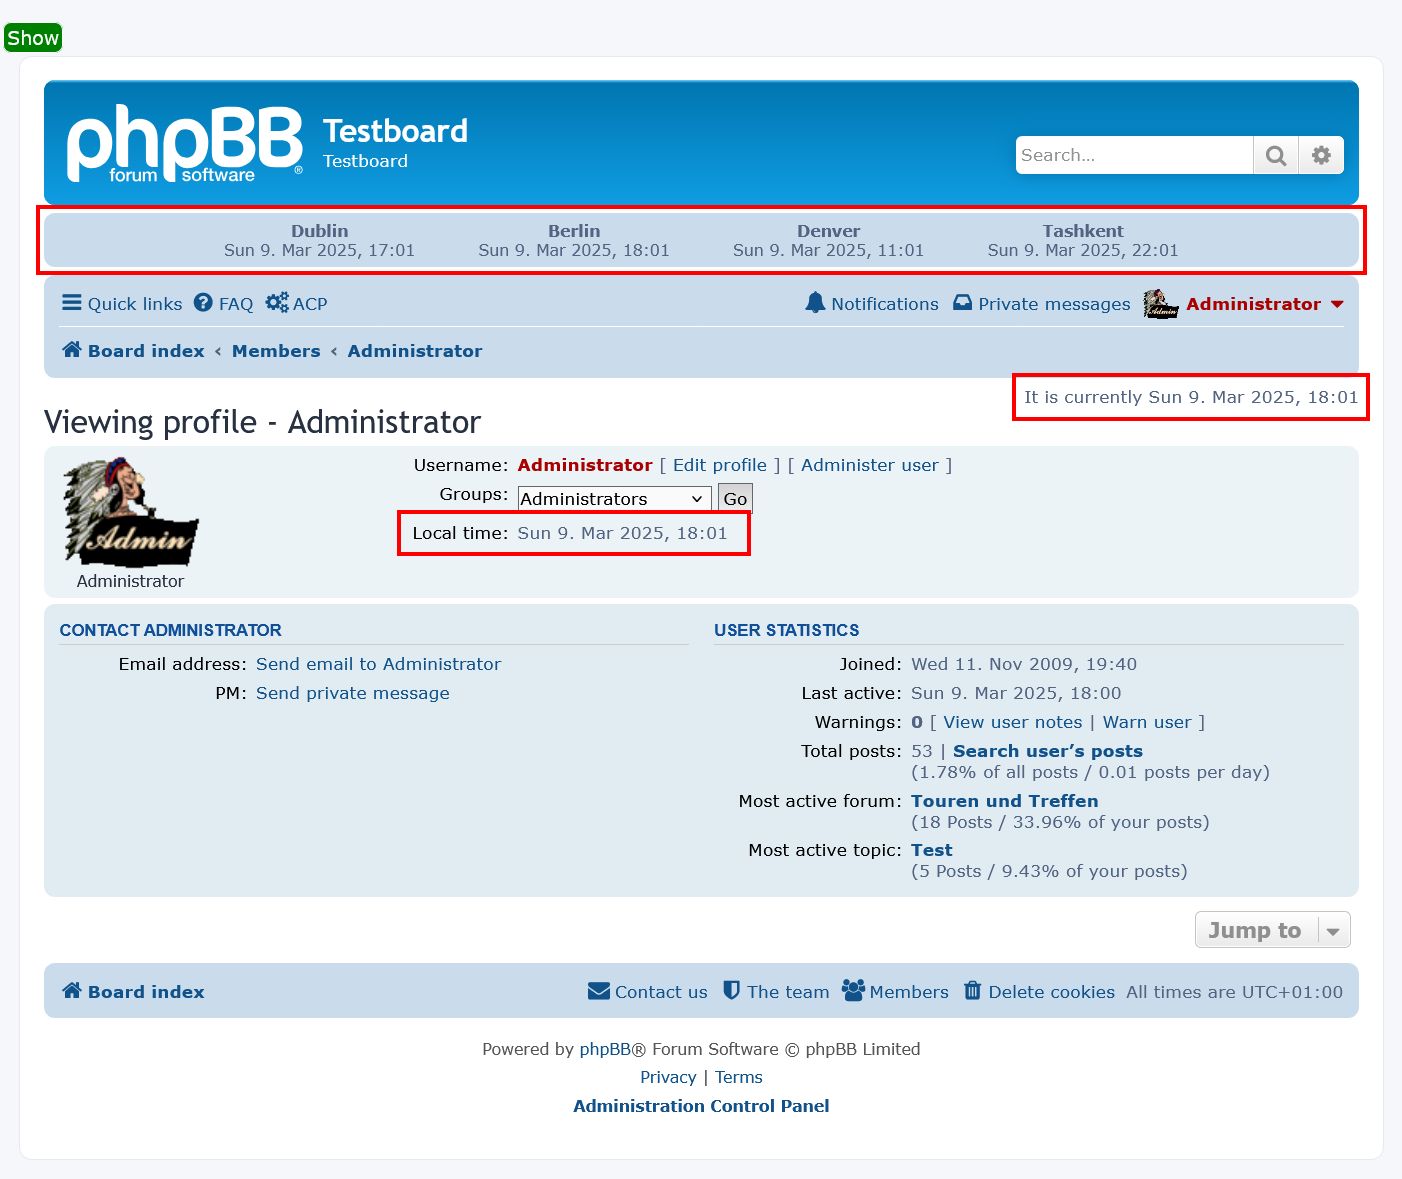 Show
phpBB®
forum software
Testboard
Testboard
Search…
Dublin
Sun 9. Mar 2025, 17:01
Berlin
Sun 9. Mar 2025, 18:01
Denver
Sun 9. Mar 2025, 11:01
Tashkent
Sun 9. Mar 2025, 22:01
Quick links FAQ ACP
Notifications Private messages Admin Administrator
Board index ‹ Members ‹ Administrator
It is currently Sun 9. Mar 2025, 18:01
Viewing profile - Administrator
Admin
Administrator
Username: Administrator [ Edit profile ] [ Administer user ]
Groups: Administrators Go
Local time: Sun 9. Mar 2025, 18:01
CONTACT ADMINISTRATOR
Email address: Send email to Administrator
PM: Send private message
USER STATISTICS
Joined: Wed 11. Nov 2009, 19:40
Last active: Sun 9. Mar 2025, 18:00
Warnings: 0 [ View user notes | Warn user ]
Total posts: 53 | Search user’s posts
(1.78% of all posts / 0.01 posts per day)
Most active forum: Touren und Treffen
(18 Posts / 33.96% of your posts)
Most active topic: Test
(5 Posts / 9.43% of your posts)
Jump to
Board index
Contact us The team Members Delete cookies All times are UTC+01:00
Powered by phpBB® Forum Software © phpBB Limited
Privacy | Terms
Administration Control Panel